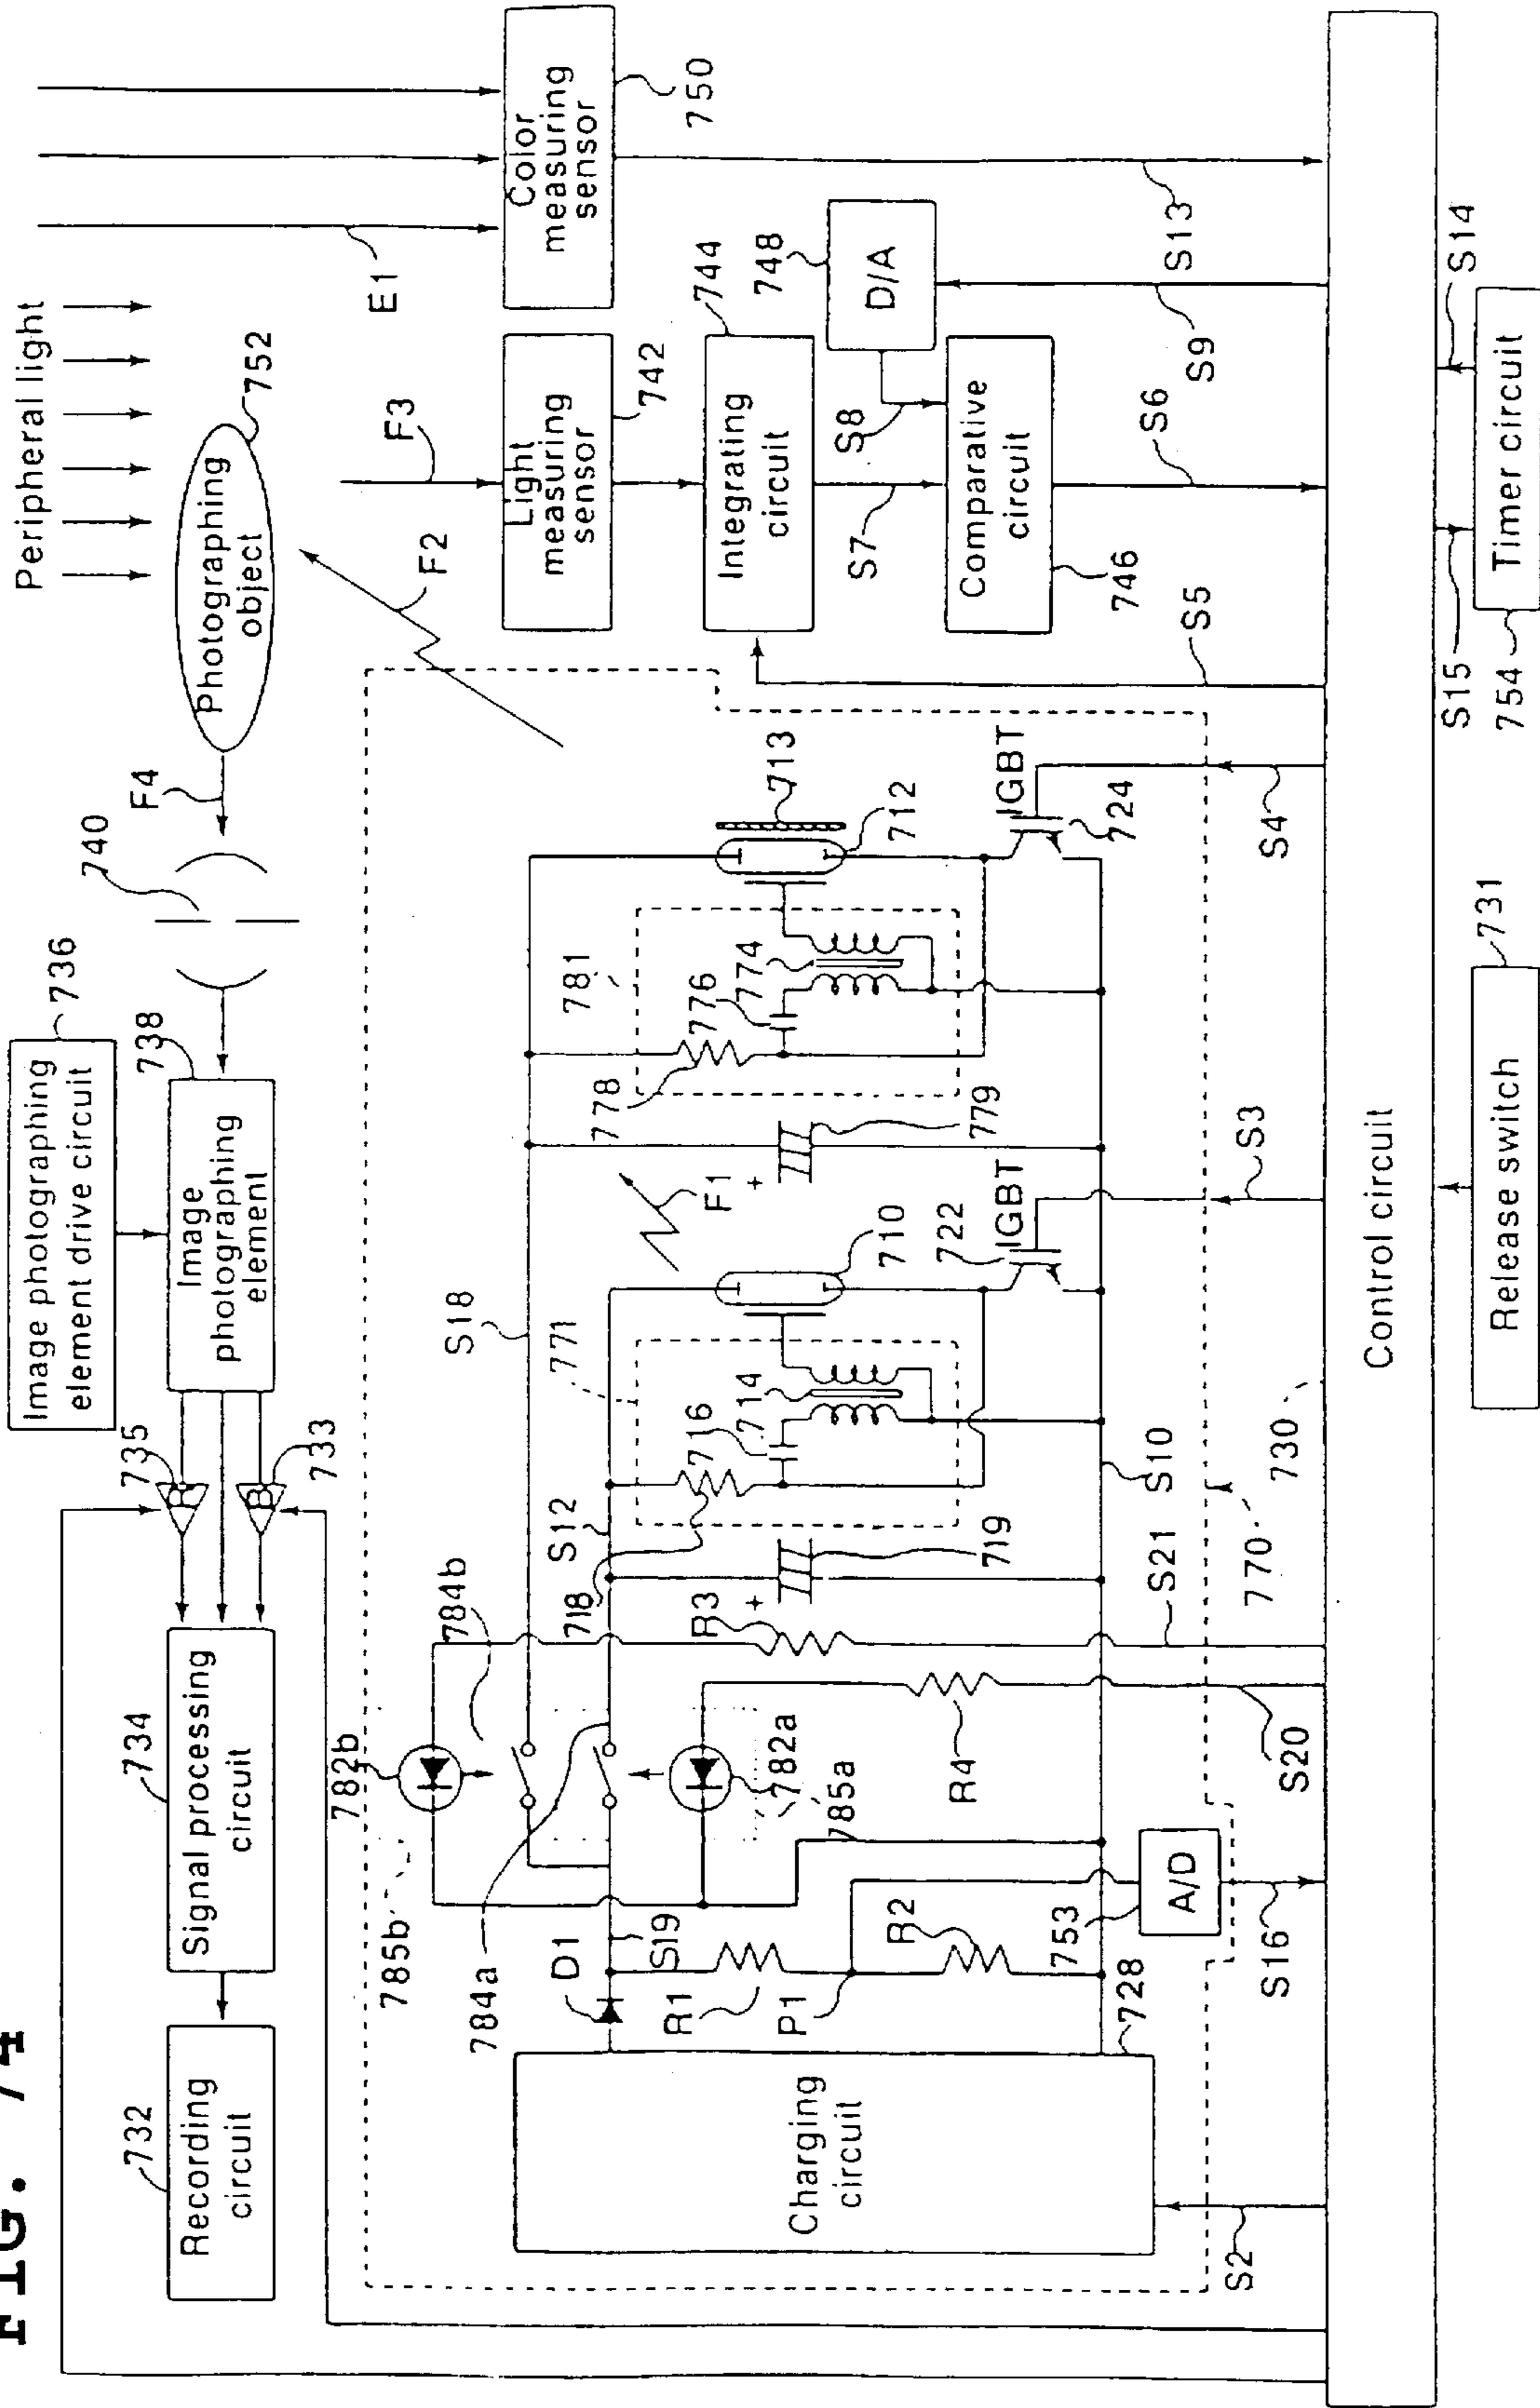 FIG. 74
Peripheral light
Photographing
object
752
F4
740
Image photographing
element drive circuit
736
Image
photographing
element
738
735
733
Signal processing
circuit
734
Recording
circuit
732
E1
Color
measuring
sensor
750
F3
Light
measuring
sensor
742
F2
Integrating
circuit
744
D/A
748
S8
S7
Comparative
circuit
746
S13
S9
S6
S5
713
712
IGBT
724
S4
781
776
774
778
779
+
F1
710
722
IGBT
S3
S18
771
716
714
718
719
+
S12
S10
R3
784b
782b
785b
784a
782a
785a
R4
S21
S20
D1
S19
R1
P1
R2
753
A/D
S16
728
Charging
circuit
S2
770
730
Control circuit
S14
S15
754
Timer circuit
731
Release switch